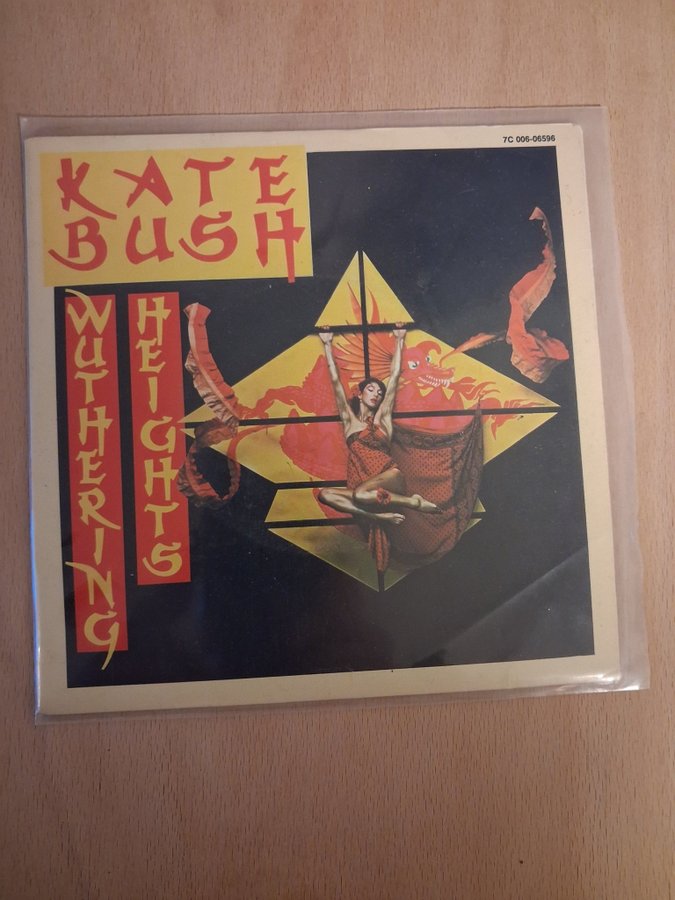 7C 006-06596
KATE
BUSH
WUTHERING
HEIGHTS